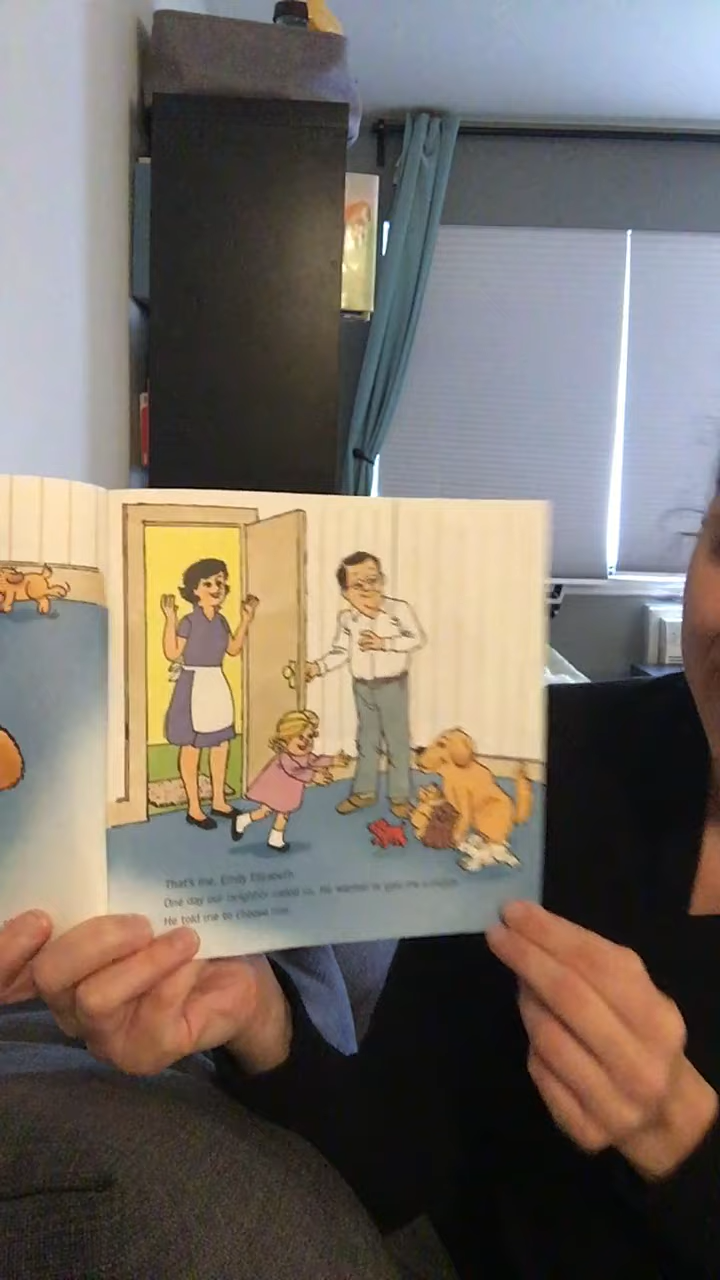 That's me, Emily Elizabeth.
One day our neighbor called us. He wanted to give me a puppy.
He told me to choose one.